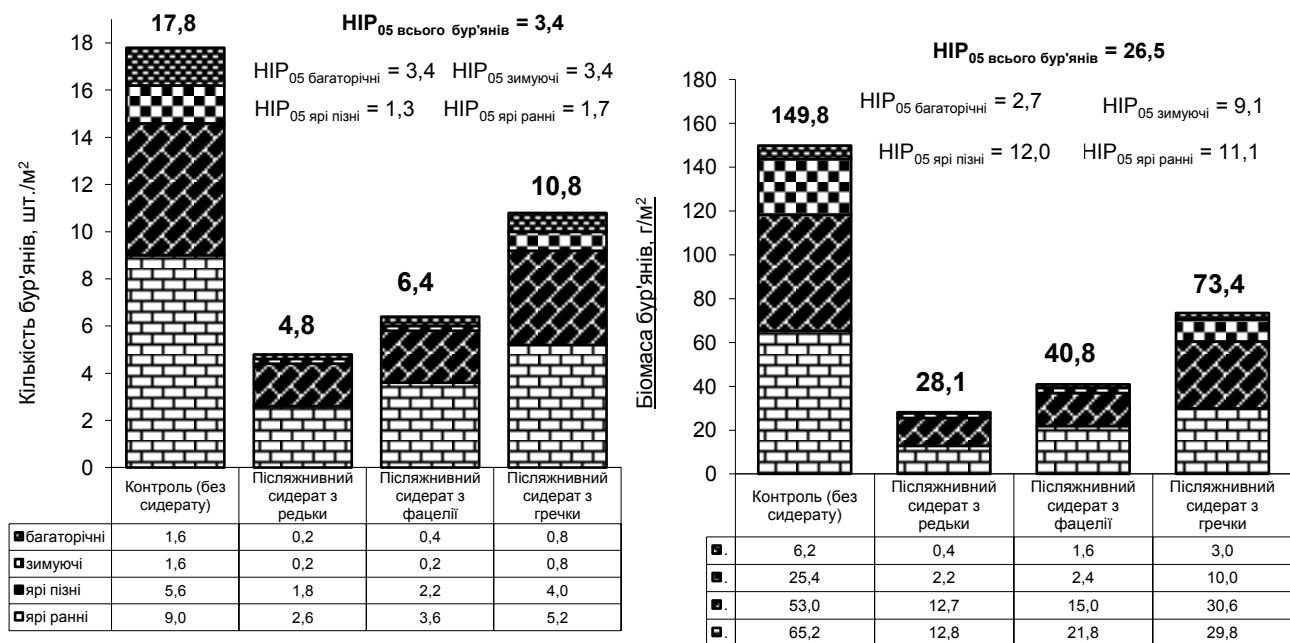 17,8
НІР05 всього бур'янів = 3,4
НІР05 багаторічні = 3,4 НІР05 зимуючі = 3,4
НІР05 ярі пізні = 1,3 НІР05 ярі ранні = 1,7
18
16
14
12
10
8
6
4
2
0
Кількість бур'янів, шт./м²
4,8
6,4
10,8
Контроль (без сидерату)
Післяжнивний сидерат з редьки
Післяжнивний сидерат з фацелії
Післяжнивний сидерат з гречки
багаторічні 1,6 0,2 0,4 0,8
зимуючі 1,6 0,2 0,2 0,8
ярі пізні 5,6 1,8 2,2 4,0
ярі ранні 9,0 2,6 3,6 5,2
НІР05 всього бур'янів = 26,5
НІР05 багаторічні = 2,7 НІР05 зимуючі = 9,1
НІР05 ярі пізні = 12,0 НІР05 ярі ранні = 11,1
180
160
140
120
100
80
60
40
20
0
Біомаса бур'янів, г/м²
149,8
28,1
40,8
73,4
Контроль (без сидерату)
Післяжнивний сидерат з редьки
Післяжнивний сидерат з фацелії
Післяжнивний сидерат з гречки
. 6,2 0,4 1,6 3,0
. 25,4 2,2 2,4 10,0
. 53,0 12,7 15,0 30,6
. 65,2 12,8 21,8 29,8